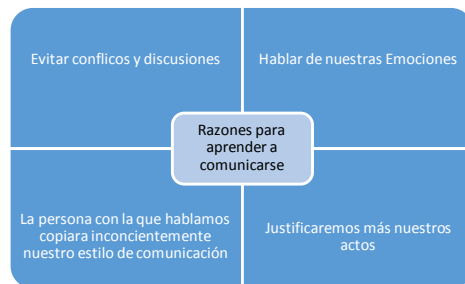 Evitar conflicos y discusiones
Hablar de nuestras Emociones
Razones para
aprender a
comunicarse
La persona con la que hablamos
copiara inconcientemente
nuestro estilo de comunicación
Justificaremos más nuestros
actos